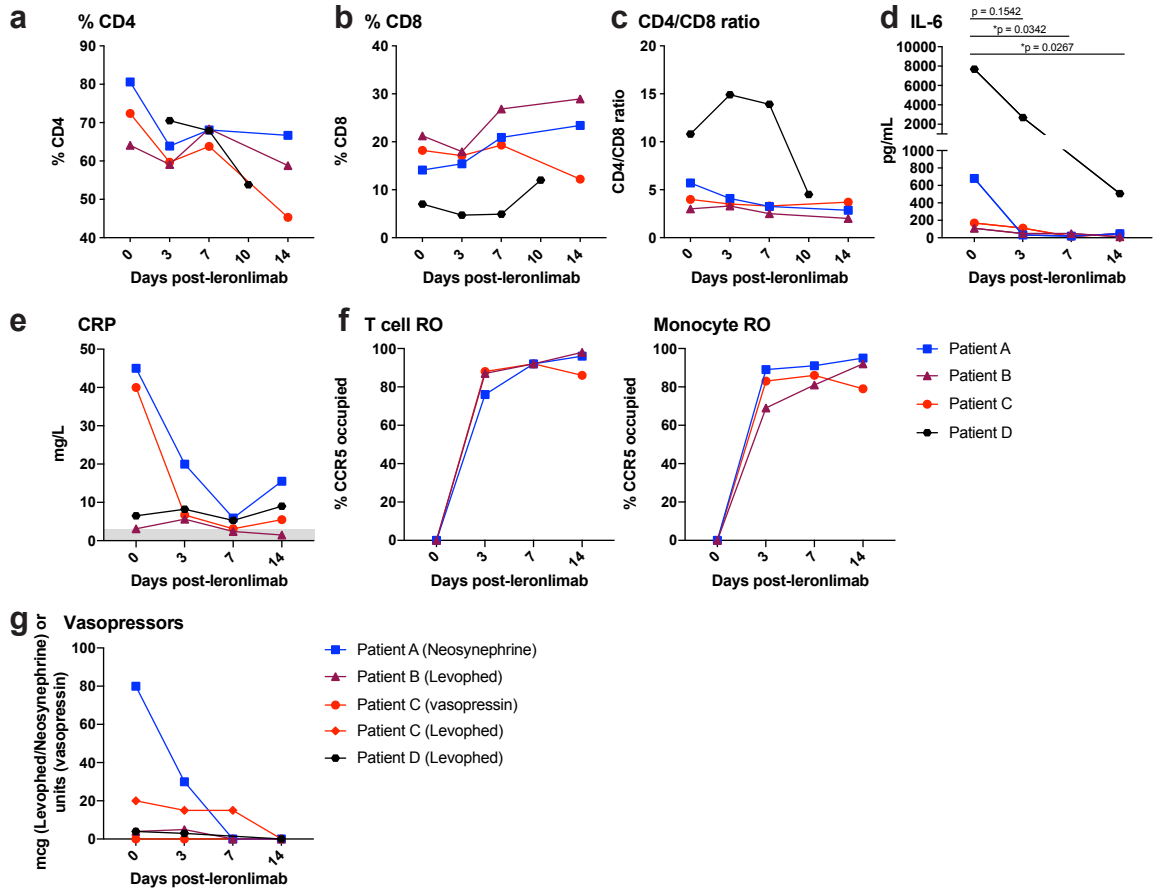 a % CD4
% CD4
90
80
70
60
50
40
0 3 7 10 14
Days post-leronlimab
b % CD8
% CD8
40
30
20
10
0
0 3 7 10 14
Days post-leronlimab
c CD4/CD8 ratio
CD4/CD8 ratio
20
15
10
5
0
0 3 7 10 14
Days post-leronlimab
d IL-6
p = 0.1542
*p = 0.0342
*p = 0.0267
pg/mL
10000
8000
6000
4000
2000
1000
800
600
400
200
0
0 3 7 14
Days post-leronlimab
e CRP
mg/L
50
40
30
20
10
0
0 3 7 14
Days post-leronlimab
f T cell RO
% CCR5 occupied
100
80
60
40
20
0
0 3 7 14
Days post-leronlimab
Monocyte RO
% CCR5 occupied
100
80
60
40
20
0
0 3 7 14
Days post-leronlimab
Patient A
Patient B
Patient C
Patient D
g Vasopressors
mcg (Levophed/Neosynephrine) or
units (vasopressin)
100
80
60
40
20
0
0 3 7 14
Days post-leronlimab
Patient A (Neosynephrine)
Patient B (Levophed)
Patient C (vasopressin)
Patient C (Levophed)
Patient D (Levophed)